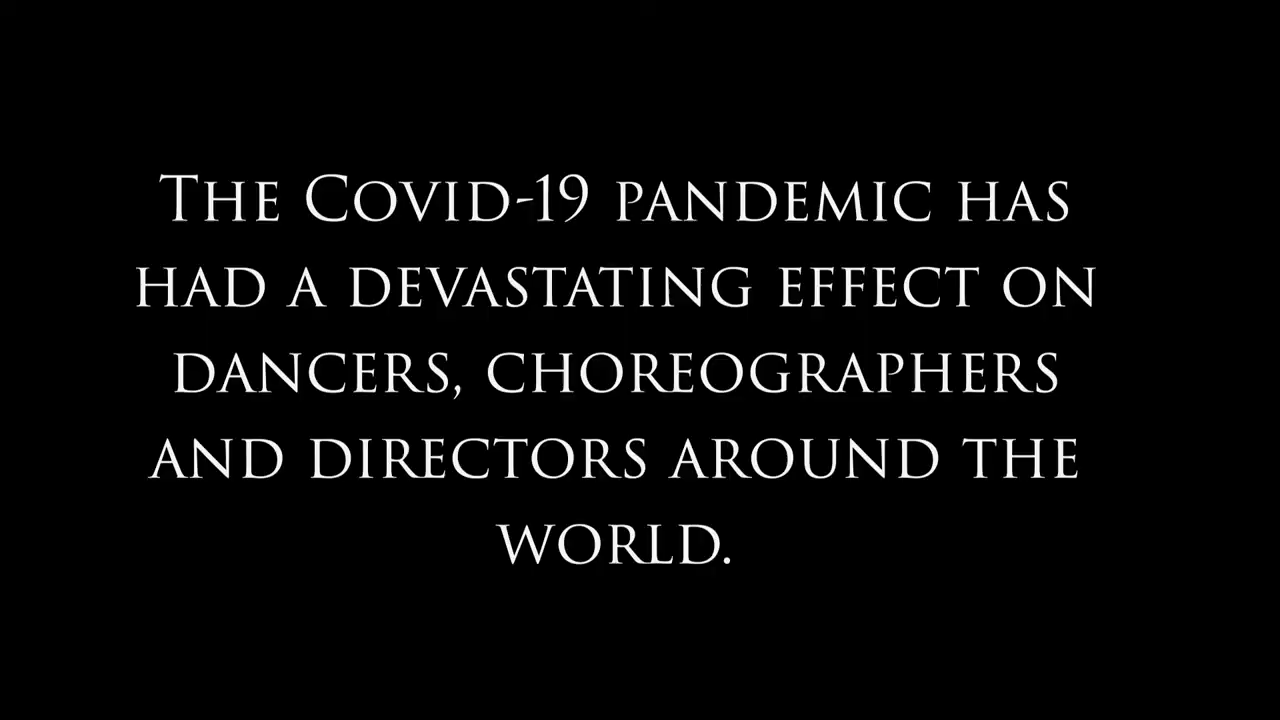 The Covid-19 pandemic has
had a devastating effect on
dancers, choreographers
and directors around the
world.